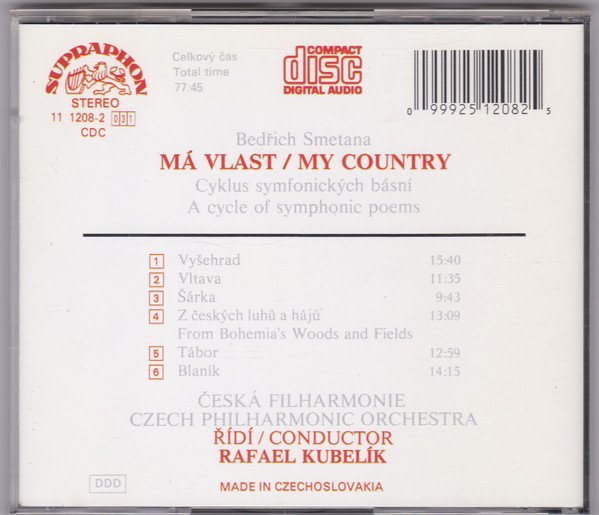 SUPRAPHON
STEREO
11 1208-2 031
CDC
Celkový čas
Total time
77:45
COMPACT
disc
DIGITAL AUDIO
0 99925 12082 5
Bedřich Smetana
MÁ VLAST / MY COUNTRY
Cyklus symfonických básní
A cycle of symphonic poems
1 Vyšehrad 15:40
2 Vltava 11:35
3 Šárka 9:43
4 Z českých luhů a hájů 13:09
From Bohemia's Woods and Fields
5 Tábor 12:59
6 Blaník 14:15
ČESKÁ FILHARMONIE
CZECH PHILHARMONIC ORCHESTRA
ŘÍDÍ / CONDUCTOR
RAFAEL KUBELÍK
DDD
MADE IN CZECHOSLOVAKIA